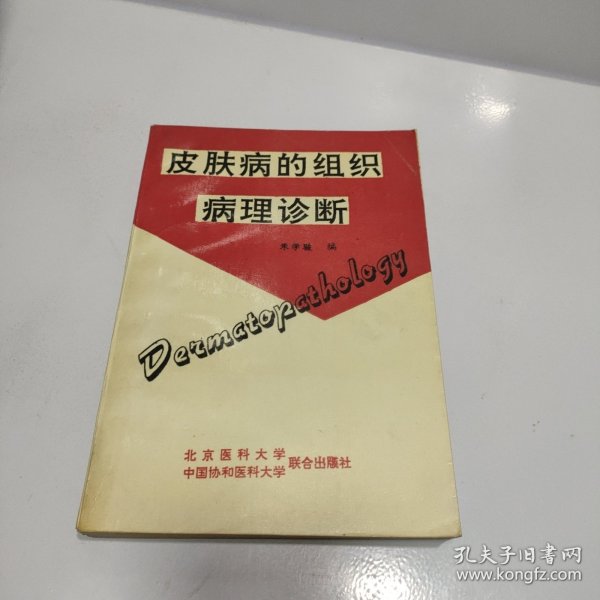 皮肤病的组织
病理诊断
朱学骏 编
Dermatopathology
北京医科大学
中国协和医科大学
联合出版社
孔夫子旧书网
www.kongfz.com